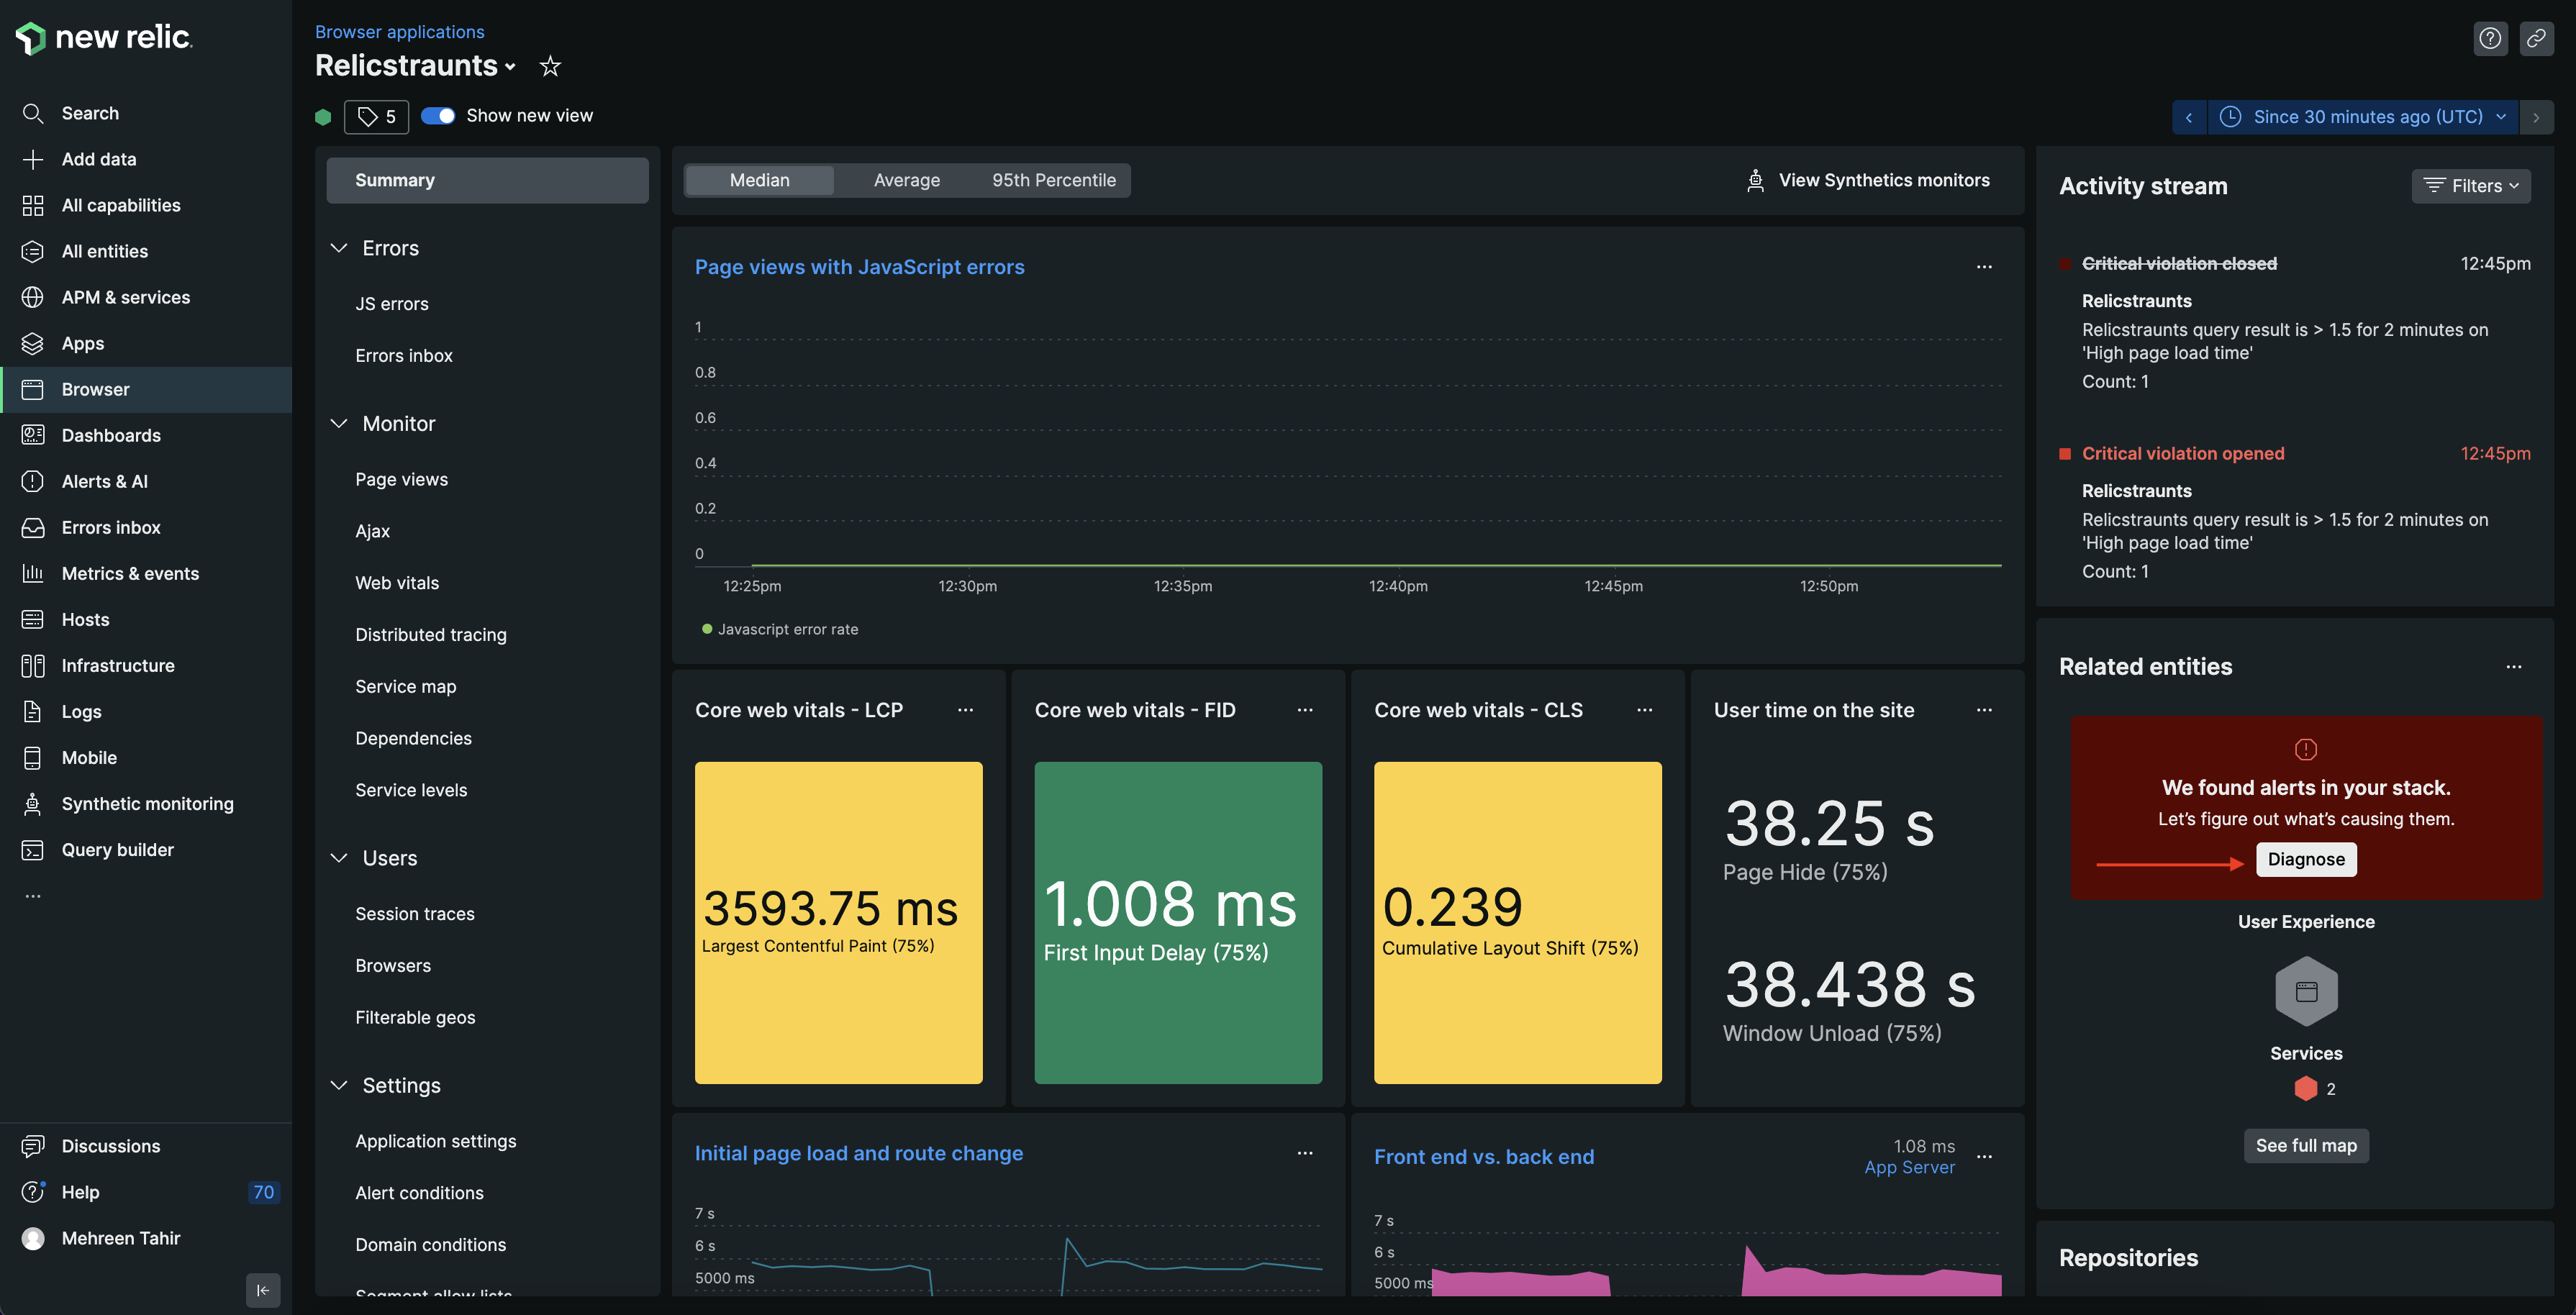 new relic.
Search
Add data
All capabilities
All entities
APM & services
Apps
Browser
Dashboards
Alerts & AI
Errors inbox
Metrics & events
Hosts
Infrastructure
Logs
Mobile
Synthetic monitoring
Query builder
...
Discussions
Help 70
Mehreen Tahir
Browser applications
Relicstraunts
5 Show new view
Since 30 minutes ago (UTC)
Summary
Errors
JS errors
Errors inbox
Monitor
Page views
Ajax
Web vitals
Distributed tracing
Service map
Dependencies
Service levels
Users
Session traces
Browsers
Filterable geos
Settings
Application settings
Alert conditions
Domain conditions
Segment allow lists
Median Average 95th Percentile
View Synthetics monitors
Page views with JavaScript errors
1
0.8
0.6
0.4
0.2
0
12:25pm 12:30pm 12:35pm 12:40pm 12:45pm 12:50pm
Javascript error rate
Core web vitals - LCP
3593.75 ms
Largest Contentful Paint (75%)
Core web vitals - FID
1.008 ms
First Input Delay (75%)
Core web vitals - CLS
0.239
Cumulative Layout Shift (75%)
User time on the site
38.25 s
Page Hide (75%)
38.438 s
Window Unload (75%)
Initial page load and route change
7 s
6 s
5000 ms
Front end vs. back end
1.08 ms
App Server
7 s
6 s
5000 ms
Activity stream
Filters
Critical violation closed 12:45pm
Relicstraunts
Relicstraunts query result is > 1.5 for 2 minutes on
'High page load time'
Count: 1
Critical violation opened 12:45pm
Relicstraunts
Relicstraunts query result is > 1.5 for 2 minutes on
'High page load time'
Count: 1
Related entities
We found alerts in your stack.
Let's figure out what's causing them.
Diagnose
User Experience
Services
2
See full map
Repositories